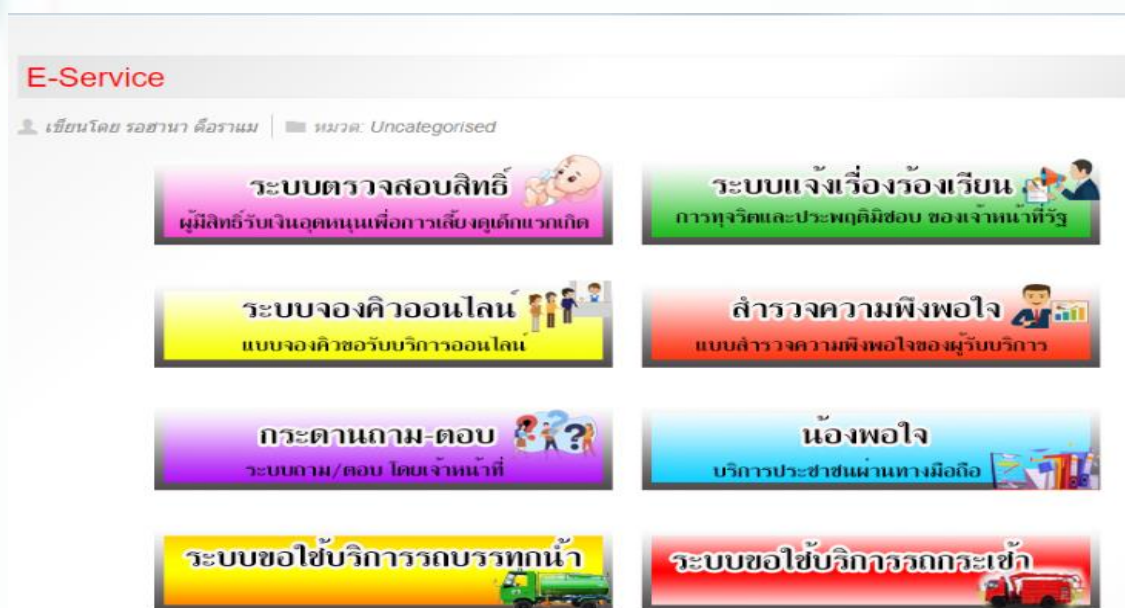 E-Service
เขียนโดย รอฮานา ดือราแม
หมวด: Uncategorised
ระบบตรวจสอบสิทธิ์
ผู้มีสิทธิ์รับเงินอุดหนุนเพื่อการเลี้ยงดูเด็กแรกเกิด
ระบบแจ้งเรื่องร้องเรียน
การทุจริตและประพฤติมิชอบ ของเจ้าหน้าที่รัฐ
ระบบจองคิวออนไลน์
แบบจองคิวขอรับบริการออนไลน์
สำรวจความพึงพอใจ
แบบสำรวจความพึงพอใจของผู้รับบริการ
กระดานถาม-ตอบ
ระบบถาม/ตอบ โดยเจ้าหน้าที่
น้องพอใจ
บริการประชาชนผ่านทางมือถือ
ระบบขอใช้บริการรถบรรทุกน้ำ
ระบบขอใช้บริการรถกระเช้า